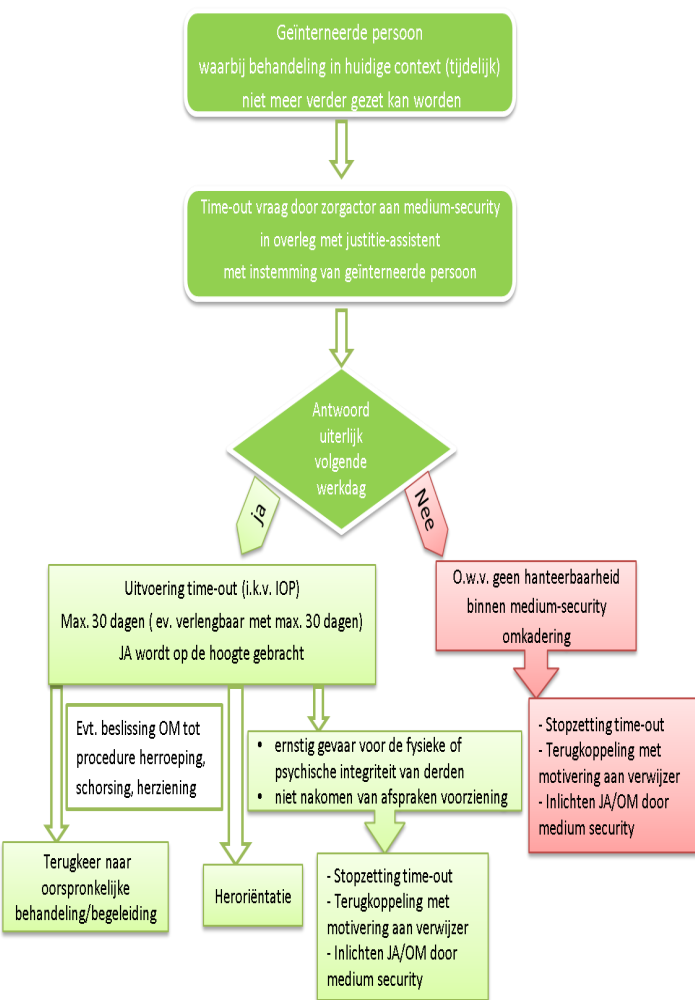 Geïnterneerde persoon
waarbij behandeling in huidige context (tijdelijk)
niet meer verder gezet kan worden
Time-out vraag door zorgactor aan medium-security
in overleg met justitie-assistent
met instemming van geïnterneerde persoon
Antwoord
uiterlijk
volgende
werkdag
ja
Nee
Uitvoering time-out (i.k.v. IOP)
Max. 30 dagen ( ev. verlengbaar met max. 30 dagen)
JA wordt op de hoogte gebracht
O.w.v. geen hanteerbaarheid
binnen medium-security
omkadering
Evt. beslissing OM tot
procedure herroeping,
schorsing, herziening
• ernstig gevaar voor de fysieke of
psychische integriteit van derden
• niet nakomen van afspraken voorziening
- Stopzetting time-out
- Terugkoppeling met
motivering aan verwijzer
- Inlichten JA/OM door
medium security
Terugkeer naar
oorspronkelijke
behandeling/begeleiding
Heroriëntatie
- Stopzetting time-out
- Terugkoppeling met
motivering aan verwijzer
- Inlichten JA/OM door
medium security